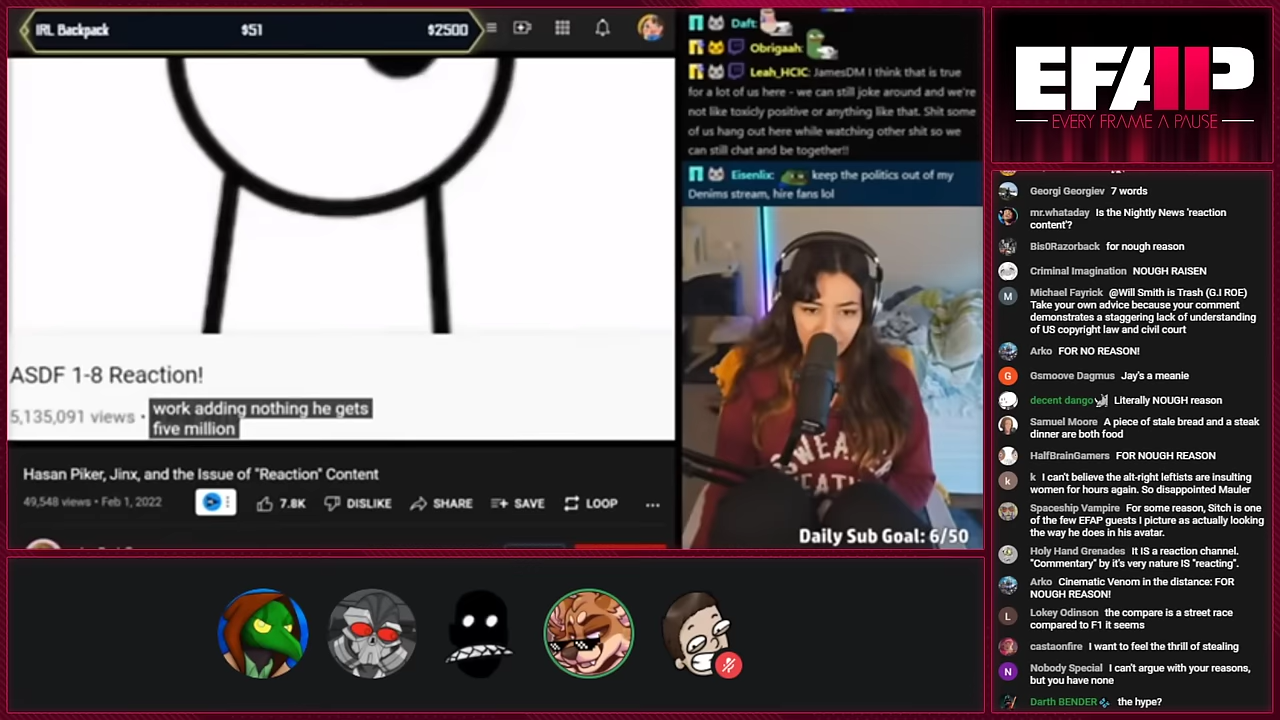 IRL Backpack
$51
$2500
ASDF 1-8 Reaction!
5,135,091 views •
work adding nothing he gets
five million
Hasan Piker, Jinx, and the Issue of "Reaction" Content
49,548 views • Feb 1, 2022
7.8K
DISLIKE
SHARE
SAVE
LOOP
Daft:
Obrigaah:
Leah_HCIC: JamesDM I think that is true
for a lot of us here - we can still joke around and we're
not like toxicly positive or anything like that. Shit some
of us hang out here while watching other shit so we
can still chat and be together!!
Eisenlix: keep the politics out of my
Denims stream, hire fans lol
Daily Sub Goal: 6/50
EFAP
EVERY FRAME A PAUSE
Georgi Georgiev 7 words
mr.whataday Is the Nightly News 'reaction
content'?
Bis0Razorback for nough reason
Criminal Imagination NOUGH RAISEN
M
Michael Fayrick @Will Smith is Trash (G.I ROE)
Take your own advice because your comment
demonstrates a staggering lack of understanding
of US copyright law and civil court
Arko FOR NO REASON!
G
Gsmoove Dagmus Jay's a meanie
decent dango Literally NOUGH reason
Samuel Moore A piece of stale bread and a steak
dinner are both food
HalfBrainGamers FOR NOUGH REASON
k
k I can't believe the alt-right leftists are insulting
women for hours again. So disappointed Mauler
Spaceship Vampire For some reason, Sitch is one
of the few EFAP guests I picture as actually looking
the way he does in his avatar.
Holy Hand Grenades It IS a reaction channel.
"Commentary" by it's very nature IS "reacting".
Arko Cinematic Venom in the distance: FOR
NOUGH REASON!
L
Lokey Odinson the compare is a street race
compared to F1 it seems
castaonfire I want to feel the thrill of stealing
N
Nobody Special I can't argue with your reasons,
but you have none
Darth BENDER the hype?